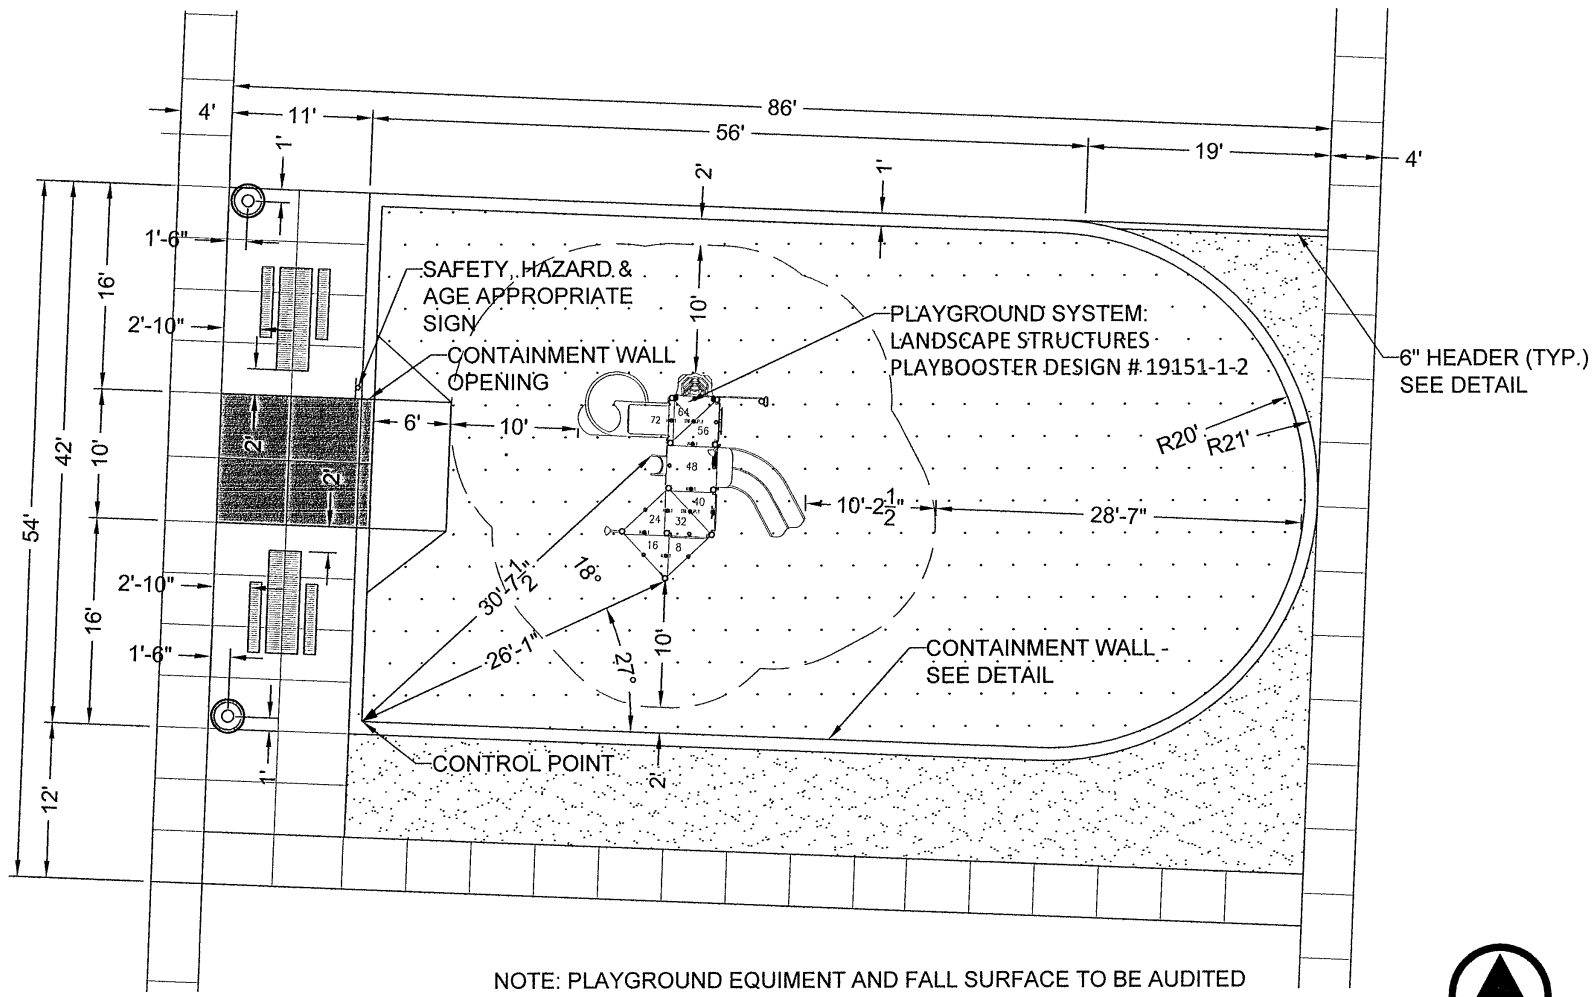 86'
4'
11'
56'
19'
4'
1'
2'
1'
1'-6"
SAFETY, HAZARD &
AGE APPROPRIATE
SIGN
16'
10'
2'-10"
PLAYGROUND SYSTEM:
LANDSCAPE STRUCTURES
PLAYBOOSTER DESIGN # 19151-1-2
CONTAINMENT WALL
OPENING
6" HEADER (TYP.)
SEE DETAIL
64
72
56
6'
10'
R20'
R21'
2'
42'
10'
48
2'
54'
40
10'-2½"
28'-7"
24
32
16
8
18°
30'-7½"
2'-10"
16'
26'-1"
27°
10'
CONTAINMENT WALL -
SEE DETAIL
1'-6"
CONTROL POINT
1'
2'
12'
NOTE: PLAYGROUND EQUIMENT AND FALL SURFACE TO BE AUDITED